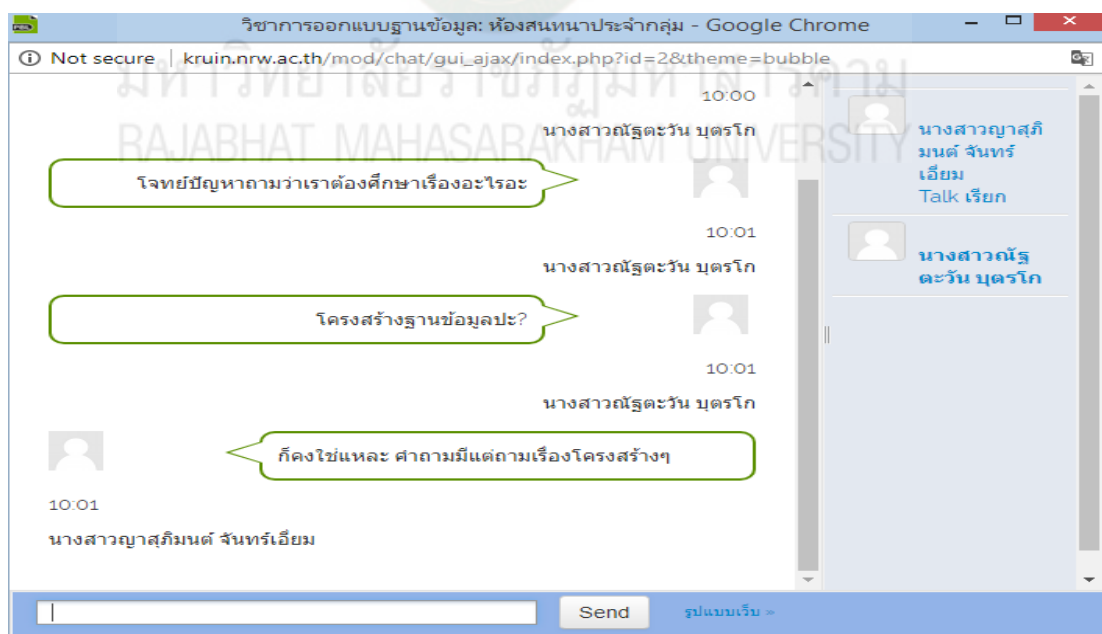 วิชาการออกแบบฐานข้อมูล: ห้องสนทนาประจำกลุ่ม - Google Chrome
Not secure | kruin.nrw.ac.th/mod/chat/gui_ajax/index.php?id=2&theme=bubble
มหาวิทยาลัยราชภัฏมหาสารคาม
RAJABHAT MAHASARAKHAM UNIVERSITY
10:00
นางสาวณัฐตะวัน บุตรโก
โจทย์ปัญหาถามว่าเราต้องศึกษาเรื่องอะไรอะ
10:01
นางสาวณัฐตะวัน บุตรโก
โครงสร้างฐานข้อมูลปะ?
10:01
นางสาวณัฐตะวัน บุตรโก
ก็คงใช่แหละ คำถามมีแต่ถามเรื่องโครงสร้างๆ
10:01
นางสาวญาสุภิมนต์ จันทร์เอี่ยม
นางสาวญาสุภิ
มนต์ จันทร์
เอี่ยม
Talk เรียก
นางสาวณัฐ
ตะวัน บุตรโก
Send
รูปแบบเว็บ »